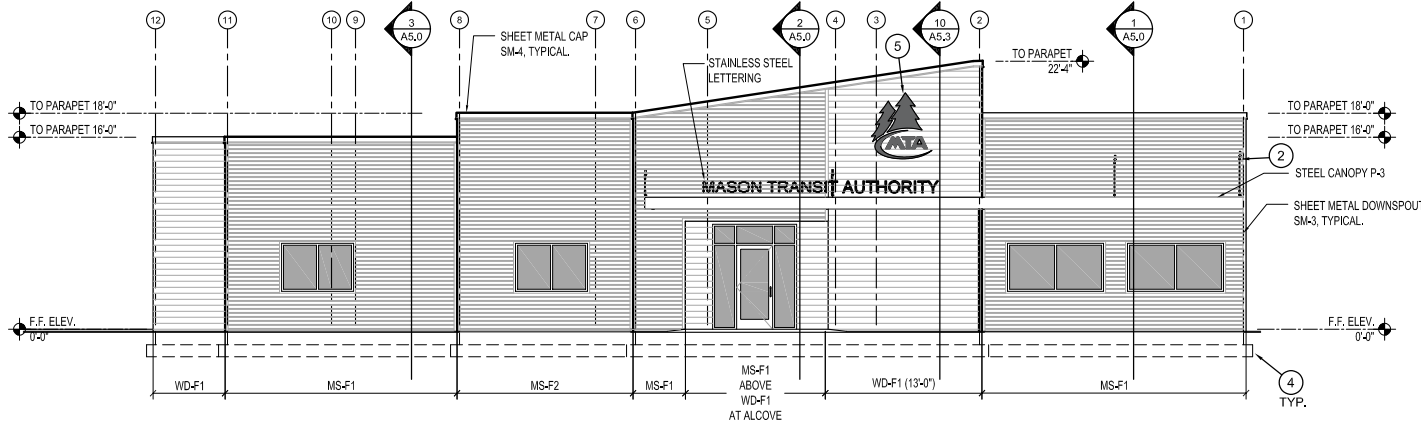 12
11
10
9
3
A5.0
8
7
6
5
2
A5.0
4
3
10
A5.3
2
1
A5.0
1
SHEET METAL CAP
SM-4, TYPICAL.
STAINLESS STEEL
LETTERING
5
TO PARAPET
22'-4"
TO PARAPET 18'-0"
TO PARAPET 16'-0"
TO PARAPET 18'-0"
TO PARAPET 16'-0"
MTA
MASON TRANSIT AUTHORITY
2
STEEL CANOPY P-3
SHEET METAL DOWNSPOUT
SM-3, TYPICAL.
F.F. ELEV.
0'-0"
F.F. ELEV.
0'-0"
WD-F1
MS-F1
MS-F2
MS-F1
MS-F1
ABOVE
WD-F1
AT ALCOVE
WD-F1 (13'-0")
MS-F1
4
TYP.